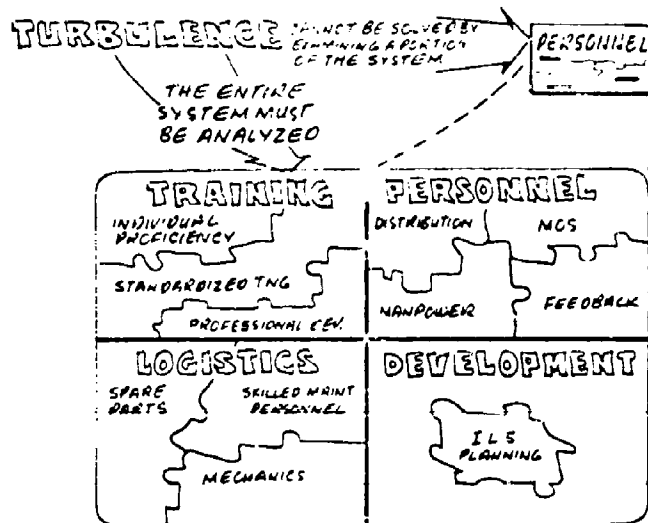 TURBULENCE
CANNOT BE SOLVED BY
EXAMINING A PORTION
OF THE SYSTEM
PERSONNEL
THE ENTIRE
SYSTEM MUST
BE ANALYZED
TRAINING
PERSONNEL
INDIVIDUAL
PROFICIENCY
DISTRIBUTION
MOS
STANDARDIZED TNG
MANPOWER
FEEDBACK
PROFESSIONAL DEV.
LOGISTICS
DEVELOPMENT
SPARE
PARTS
SKILLED MAINT
PERSONNEL
ILS
PLANNING
MECHANICS